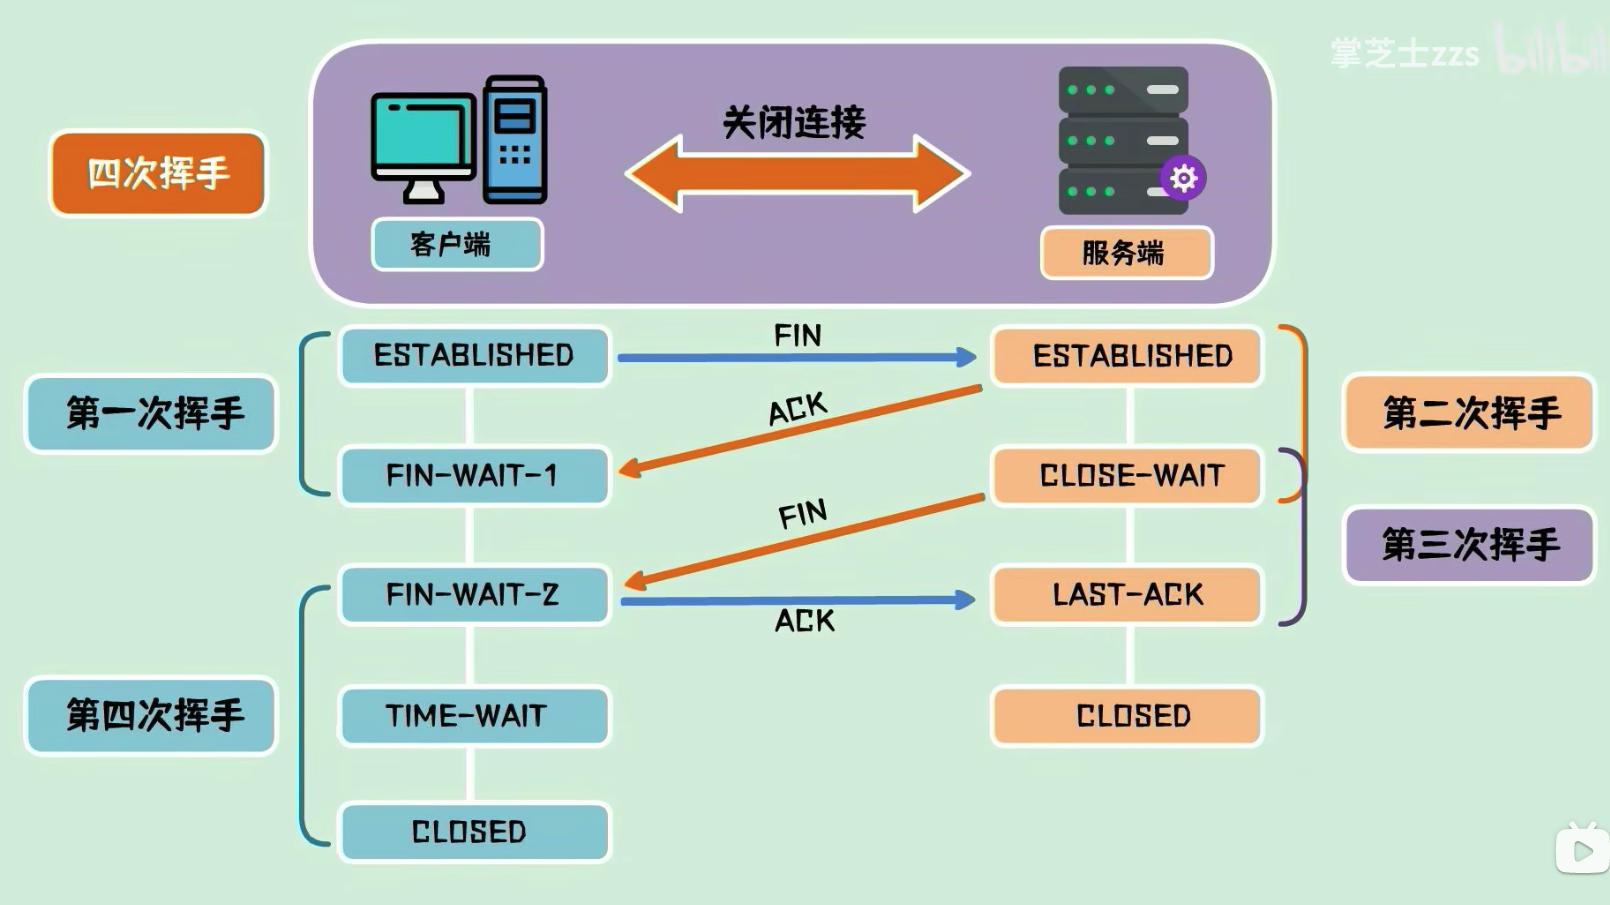 掌芝士zzs bilibili
四次挥手
关闭连接
客户端
服务端
ESTABLISHED
FIN
ESTABLISHED
第一次挥手
ACK
第二次挥手
FIN-WAIT-1
CLOSE-WAIT
FIN
第三次挥手
FIN-WAIT-2
LAST-ACK
ACK
第四次挥手
TIME-WAIT
CLOSED
CLOSED